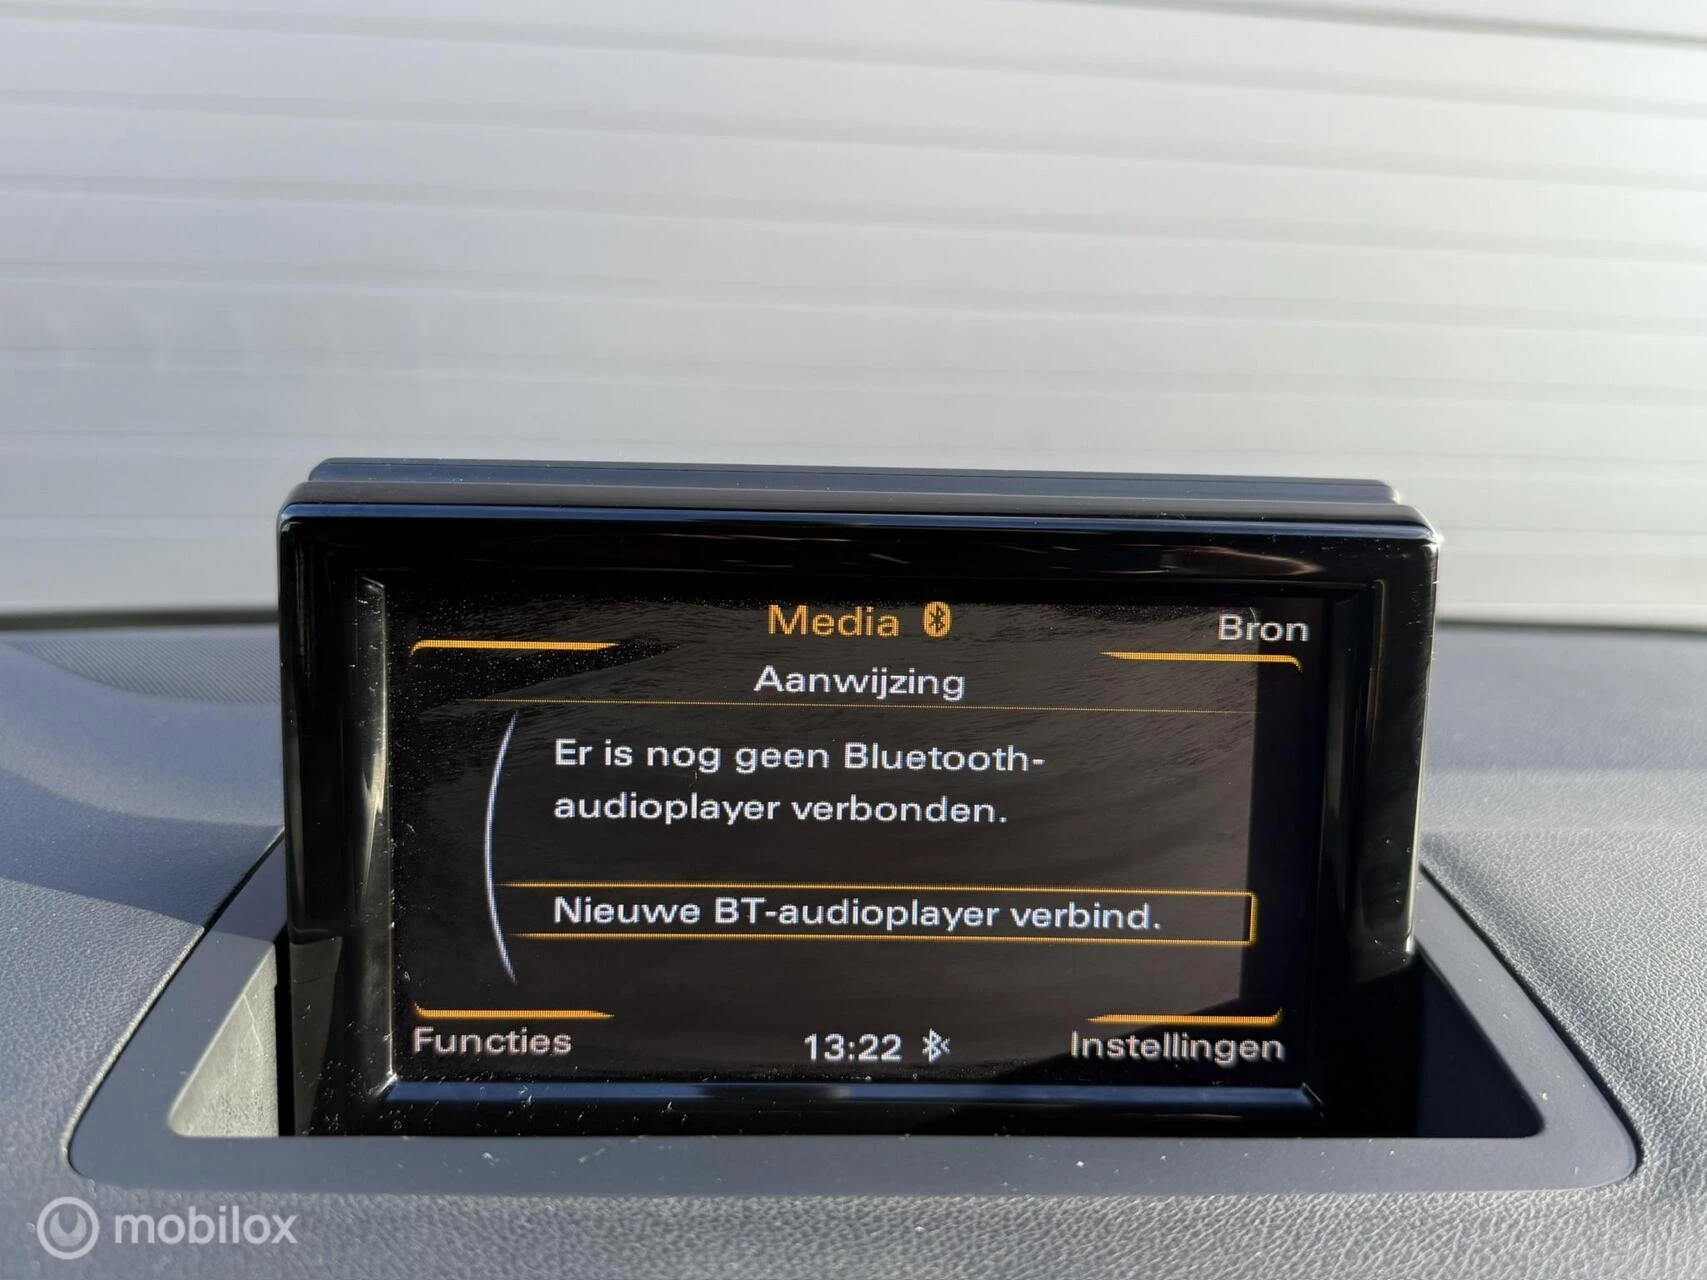 Media
Bron
Aanwijzing
Er is nog geen Bluetooth-
audioplayer verbonden.
Nieuwe BT-audioplayer verbind.
Functies
13:22
Instellingen
mobilox